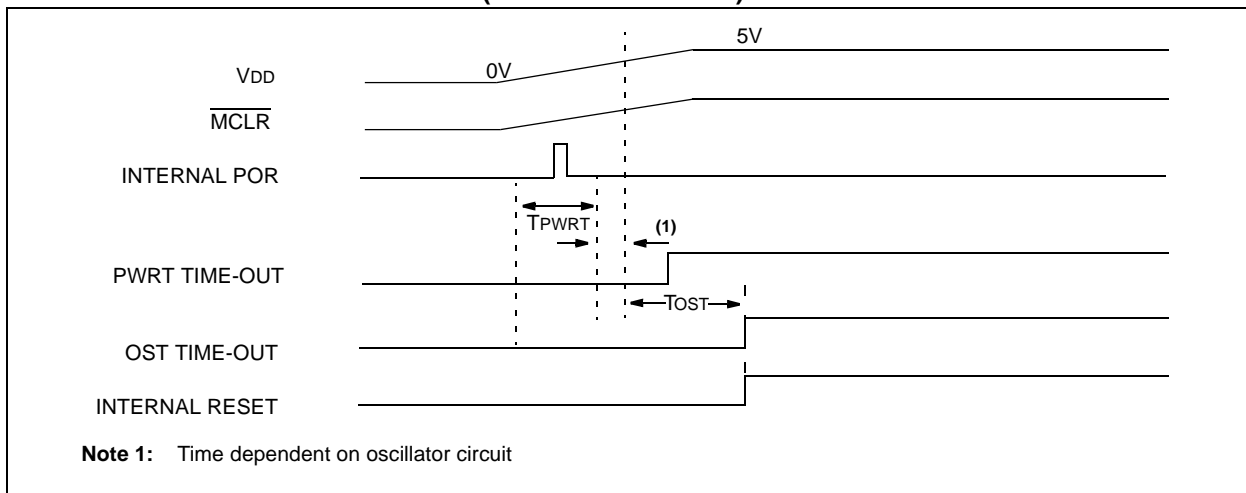 5V
VDD
0V
MCLR
INTERNAL POR
TPWRT
(1)
PWRT TIME-OUT
TOST
OST TIME-OUT
INTERNAL RESET
Note 1: Time dependent on oscillator circuit